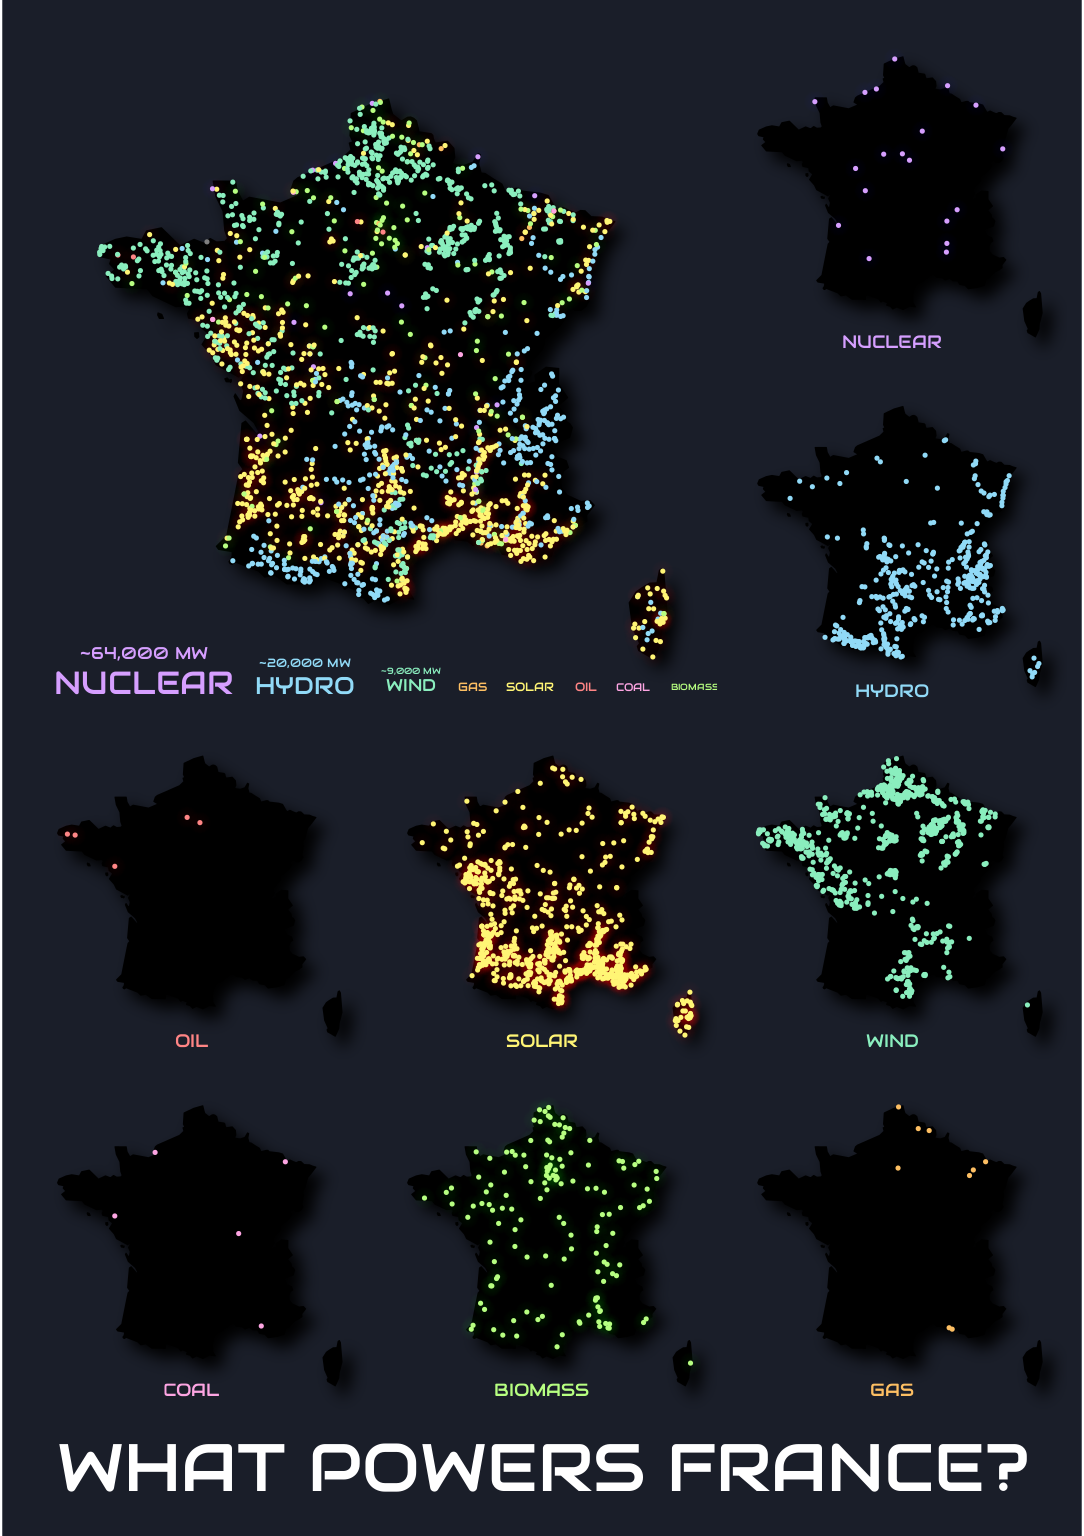 NUCLEAR
~64,000 MW
NUCLEAR
~20,000 MW
HYDRO
~9,000 MW
WIND
GAS
SOLAR
OIL
COAL
BIOMASS
HYDRO
OIL
SOLAR
WIND
COAL
BIOMASS
GAS
WHAT POWERS FRANCE?